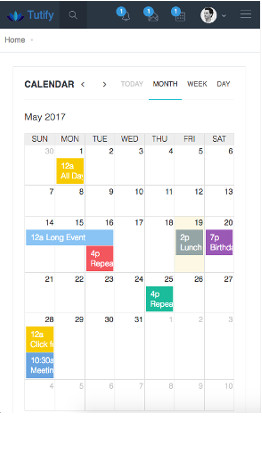 Tutify
1 1 1
Home
CALENDAR < > TODAY MONTH WEEK DAY
May 2017
SUN MON TUE WED THU FRI SAT
30 1 2 3 4 5 6
12a
All Day
7 8 9 10 11 12 13
14 15 16 17 18 19 20
12a Long Event 2p 7p
Lunch Birthda
4p
Repea
21 22 23 24 25 26 27
4p
Repea
28 29 30 31 1 2 3
12a
Click f
10:30a
Meetin
4 5 6 7 8 9 10